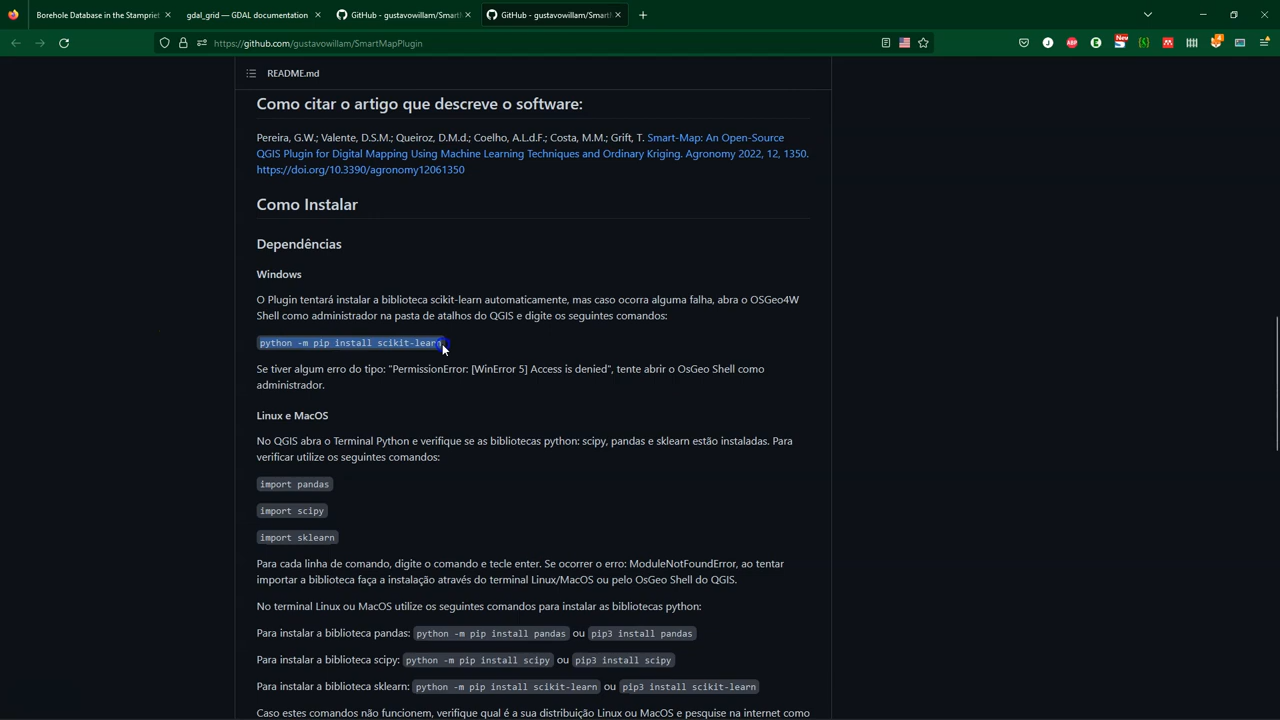 Borehole Database in the Stampriet
gdal_grid — GDAL documentation
GitHub - gustavowillam/SmartM
GitHub - gustavowillam/SmartM
https://github.com/gustavowillam/SmartMapPlugin
New
4
README.md
Como citar o artigo que descreve o software:
Pereira, G.W.; Valente, D.S.M.; Queiroz, D.M.d.; Coelho, A.L.d.F.; Costa, M.M.; Grift, T. Smart-Map: An Open-Source
QGIS Plugin for Digital Mapping Using Machine Learning Techniques and Ordinary Kriging. Agronomy 2022, 12, 1350.
https://doi.org/10.3390/agronomy12061350
Como Instalar
Dependências
Windows
O Plugin tentará instalar a biblioteca scikit-learn automaticamente, mas caso ocorra alguma falha, abra o OSGeo4W
Shell como administrador na pasta de atalhos do QGIS e digite os seguintes comandos:
python -m pip install scikit-learn
Se tiver algum erro do tipo: "PermissionError: [WinError 5] Access is denied", tente abrir o OsGeo Shell como
administrador.
Linux e MacOS
No QGIS abra o Terminal Python e verifique se as bibliotecas python: scipy, pandas e sklearn estão instaladas. Para
verificar utilize os seguintes comandos:
import pandas
import scipy
import sklearn
Para cada linha de comando, digite o comando e tecle enter. Se ocorrer o erro: ModuleNotFoundError, ao tentar
importar a biblioteca faça a instalação através do terminal Linux/MacOS ou pelo OsGeo Shell do QGIS.
No terminal Linux ou MacOS utilize os seguintes comandos para instalar as bibliotecas python:
Para instalar a biblioteca pandas: python -m pip install pandas ou pip3 install pandas
Para instalar a biblioteca scipy: python -m pip install scipy ou pip3 install scipy
Para instalar a biblioteca sklearn: python -m pip install scikit-learn ou pip3 install scikit-learn
Caso estes comandos não funcionem, verifique qual é a sua distribuição Linux ou MacOS e pesquise na internet como